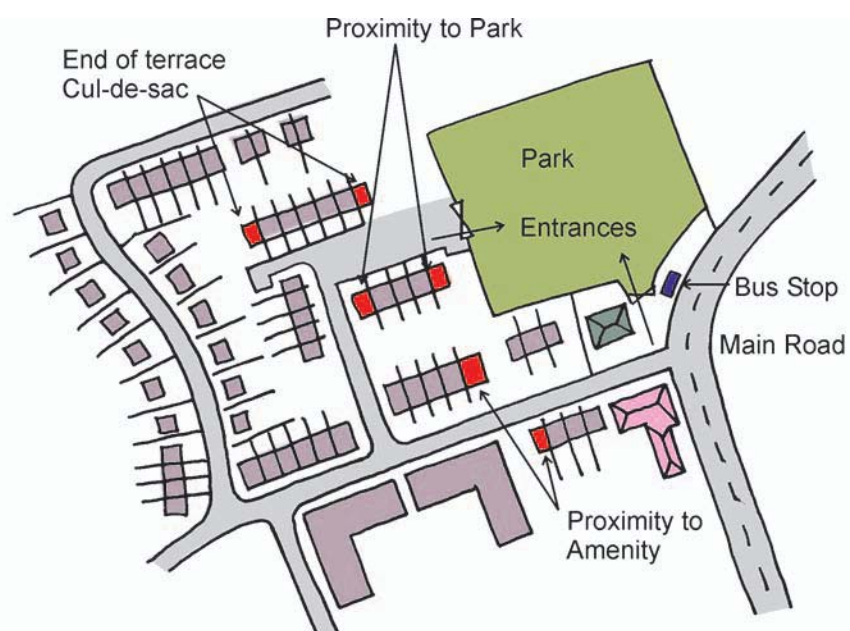 Proximity to Park
End of terrace
Cul-de-sac
Park
Entrances
Bus Stop
Main Road
Proximity to
Amenity